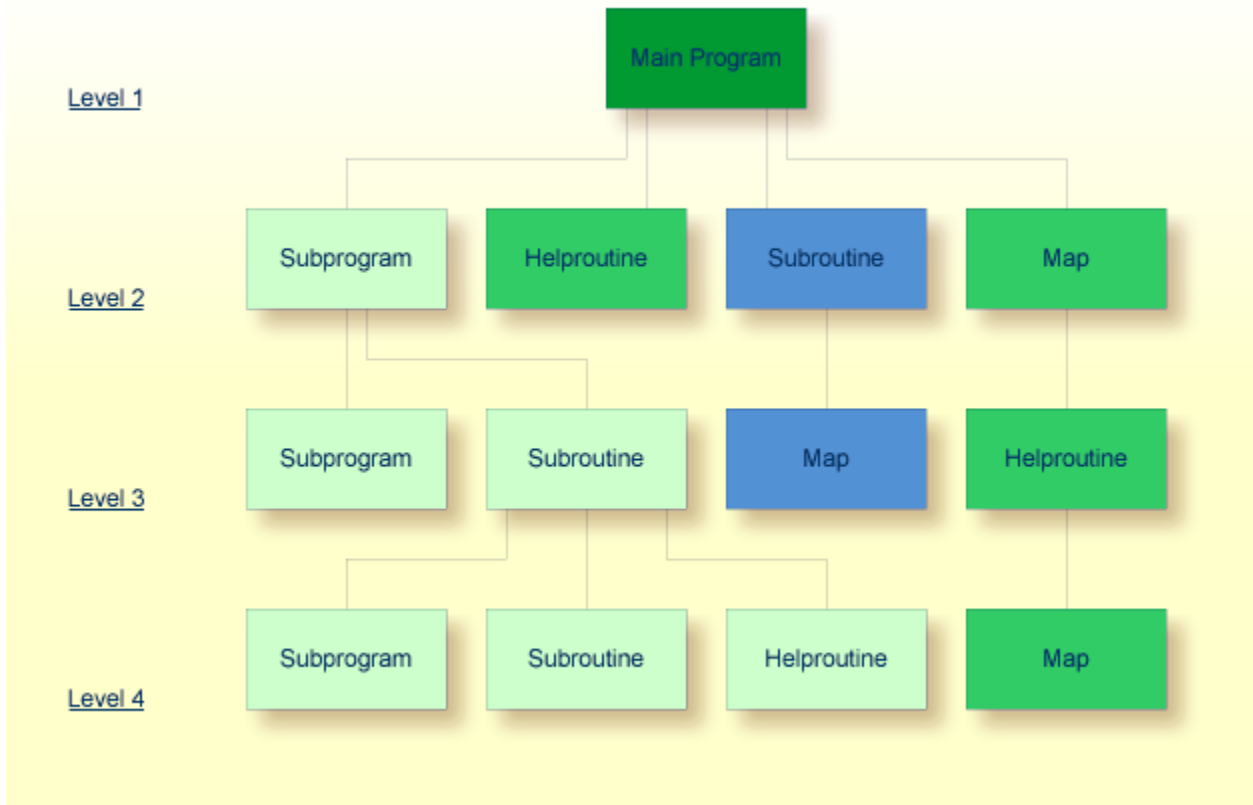 Main Program
Level 1
Subprogram
Helproutine
Subroutine
Map
Level 2
Subprogram
Subroutine
Map
Helproutine
Level 3
Subprogram
Subroutine
Helproutine
Map
Level 4